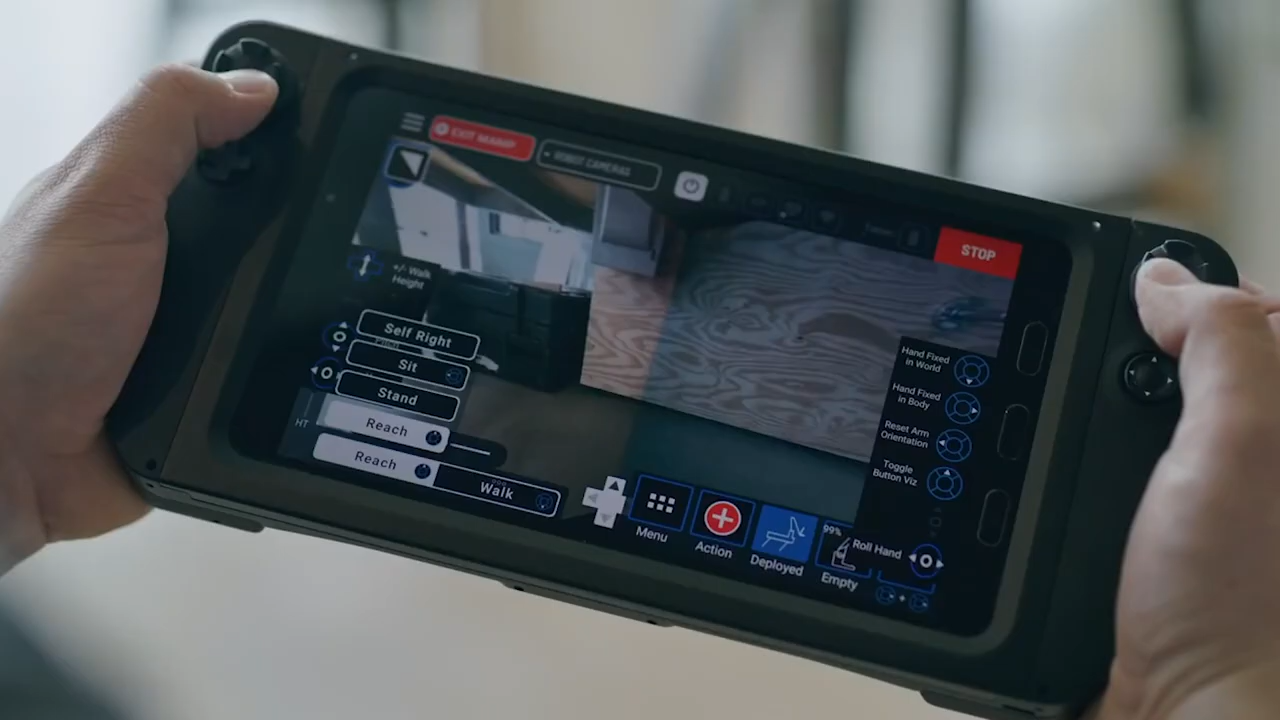 EXIT MANIP
ROBOT CAMERAS
STOP
+/- Walk
Height
Self Right
Sit
Stand
Reach
HT
Reach
Walk
Hand Fixed
in World
Hand Fixed
in Body
Reset Arm
Orientation
Toggle
Button Viz
Menu
Action
Deployed
99%
Empty
Roll Hand